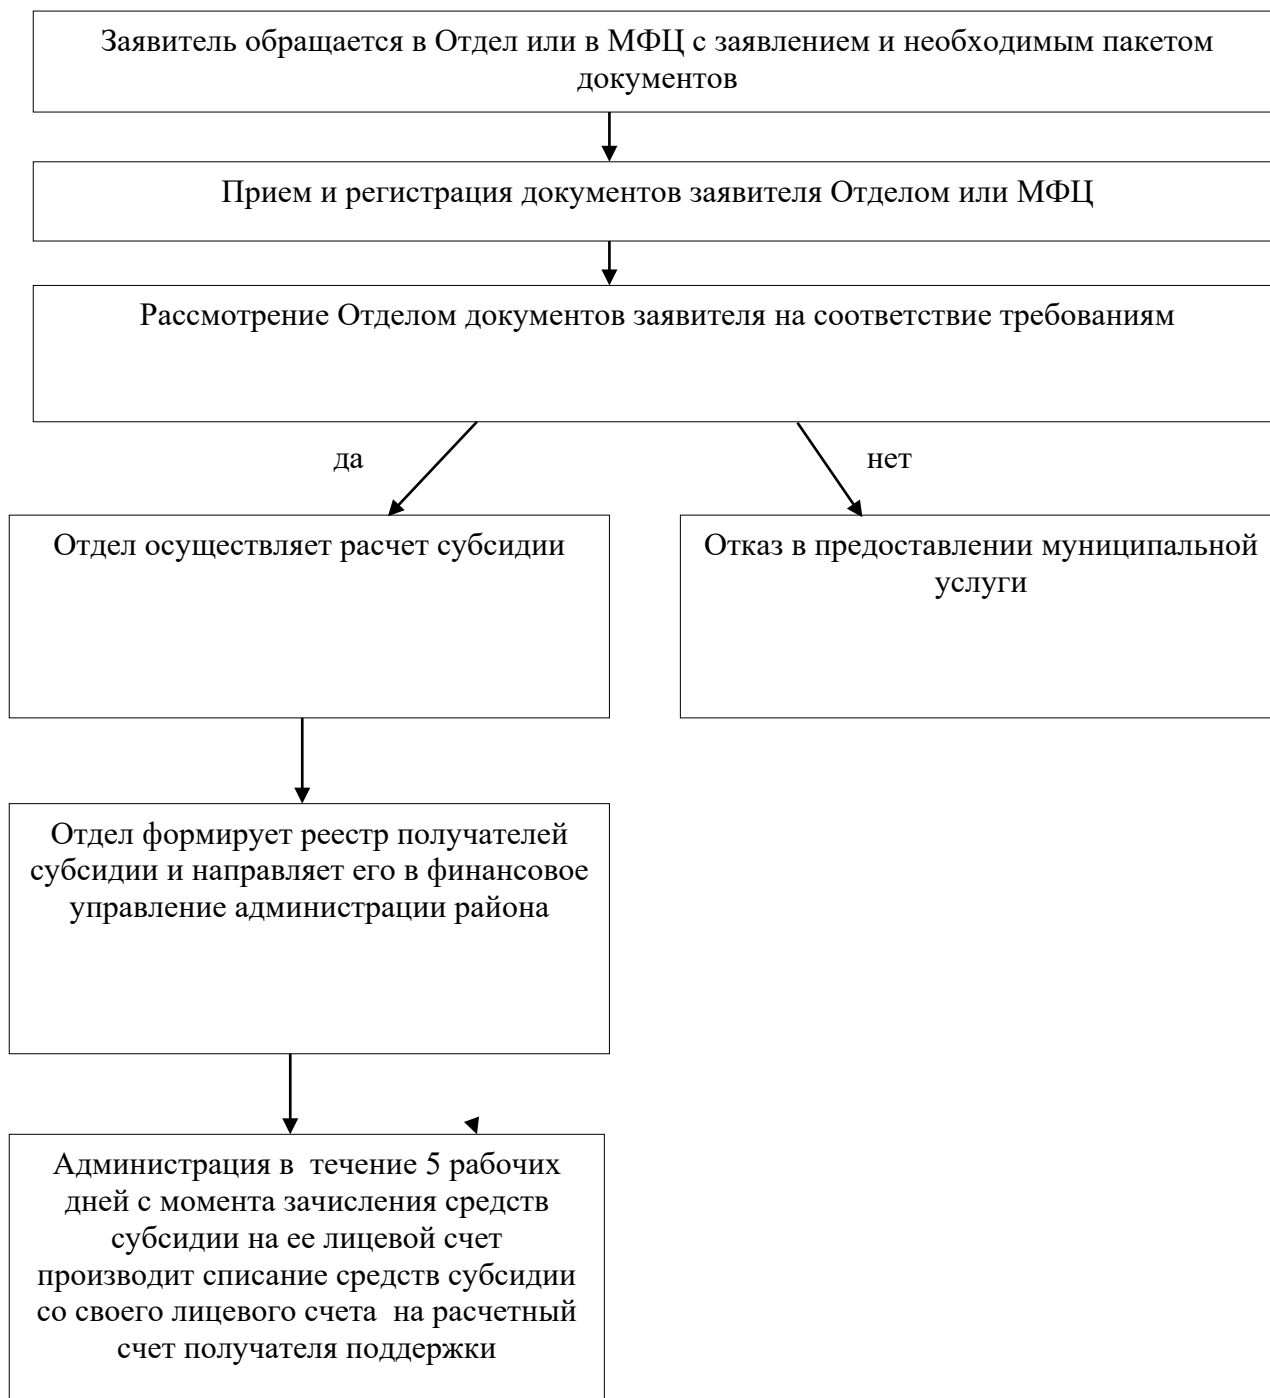 Заявитель обращается в Отдел или в МФЦ с заявлением и необходимым пакетом
документов
Прием и регистрация документов заявителя Отделом или МФЦ
Рассмотрение Отделом документов заявителя на соответствие требованиям
да
нет
Отдел осуществляет расчет субсидии
Отказ в предоставлении муниципальной
услуги
Отдел формирует реестр получателей
субсидии и направляет его в финансовое
управление администрации района
Администрация в  течение 5 рабочих
дней с момента зачисления средств
субсидии на ее лицевой счет
производит списание средств субсидии
со своего лицевого счета  на расчетный
счет получателя поддержки